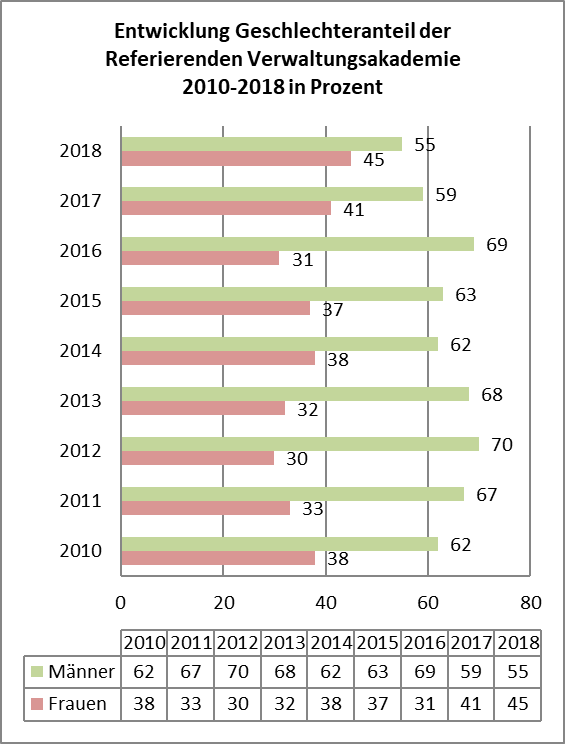 Entwicklung Geschlechteranteil der
Referierenden Verwaltungsakademie
2010-2018 in Prozent
2018 55
45
2017 59
41
2016 69
31
2015 63
37
2014 62
38
2013 68
32
2012 70
30
2011 67
33
2010 62
38
0 20 40 60 80
2010 2011 2012 2013 2014 2015 2016 2017 2018
Männer 62 67 70 68 62 63 69 59 55
Frauen 38 33 30 32 38 37 31 41 45